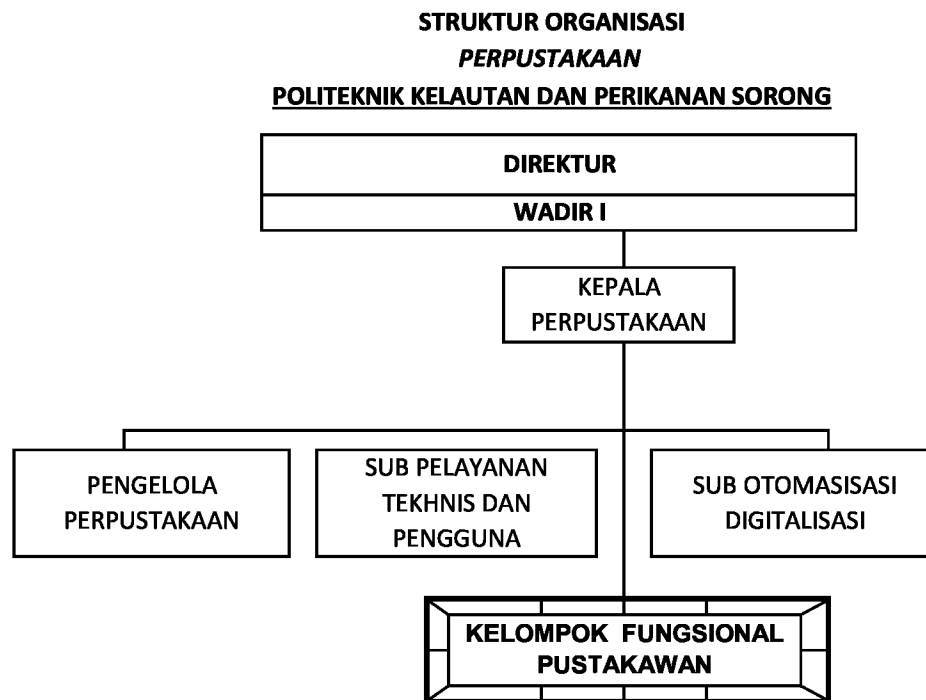 STRUKTUR ORGANISASI
PERPUSTAKAAN
POLITEKNIK KELAUTAN DAN PERIKANAN SORONG
DIREKTUR
WADIR I
KEPALA
PERPUSTAKAAN
PENGELOLA
PERPUSTAKAAN
SUB PELAYANAN
TEKHNIS DAN
PENGGUNA
SUB OTOMASISASI
DIGITALISASI
KELOMPOK FUNGSIONAL
PUSTAKAWAN